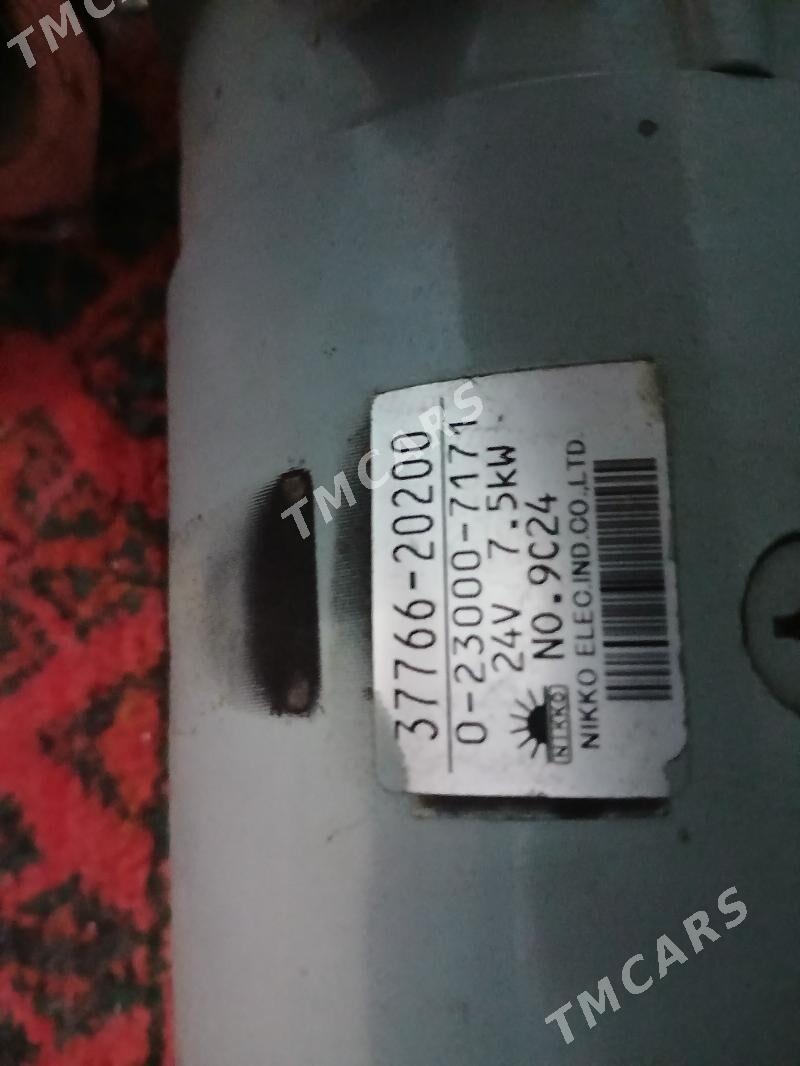 TMCARS
37766-20200
0-23000-7171
24V 7.5kW
NIKKO NO.9C24
NIKKO ELEC.IND.CO.,LTD.
TMCARS
TMCARS